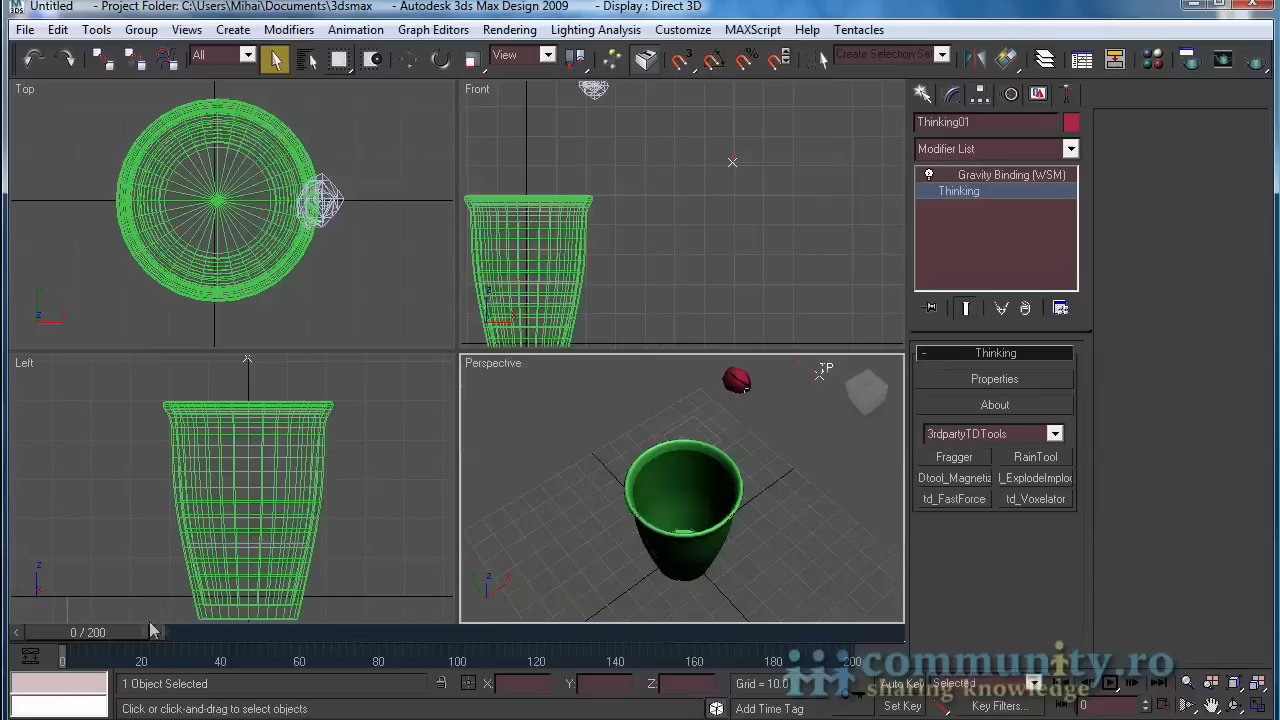 Untitled - Project Folder: C:\Users\Mihai\Documents\3dsmax - Autodesk 3ds Max Design 2009 - Display : Direct 3D
File Edit Tools Group Views Create Modifiers Animation Graph Editors Rendering Lighting Analysis Customize MAXScript Help Tentacles
All View Create Selection Set
Top
Front
Thinking01
Modifier List
Gravity Binding (WSM)
Thinking
Left
Perspective
TP
- Thinking
Properties
About
3rdpartyTDTools
Fragger RainTool
Dtool_Magnetiz l_ExplodeImplod
td_FastForce td_Voxelator
< 0 / 200
0 20 40 60 80 100 120 140 160 180 200
community.ro
sharing knowledge
1 Object Selected X: Y: Z: Grid = 10.0 Auto Key Selected
Click or click-and-drag to select objects Add Time Tag Set Key Key Filters... 0